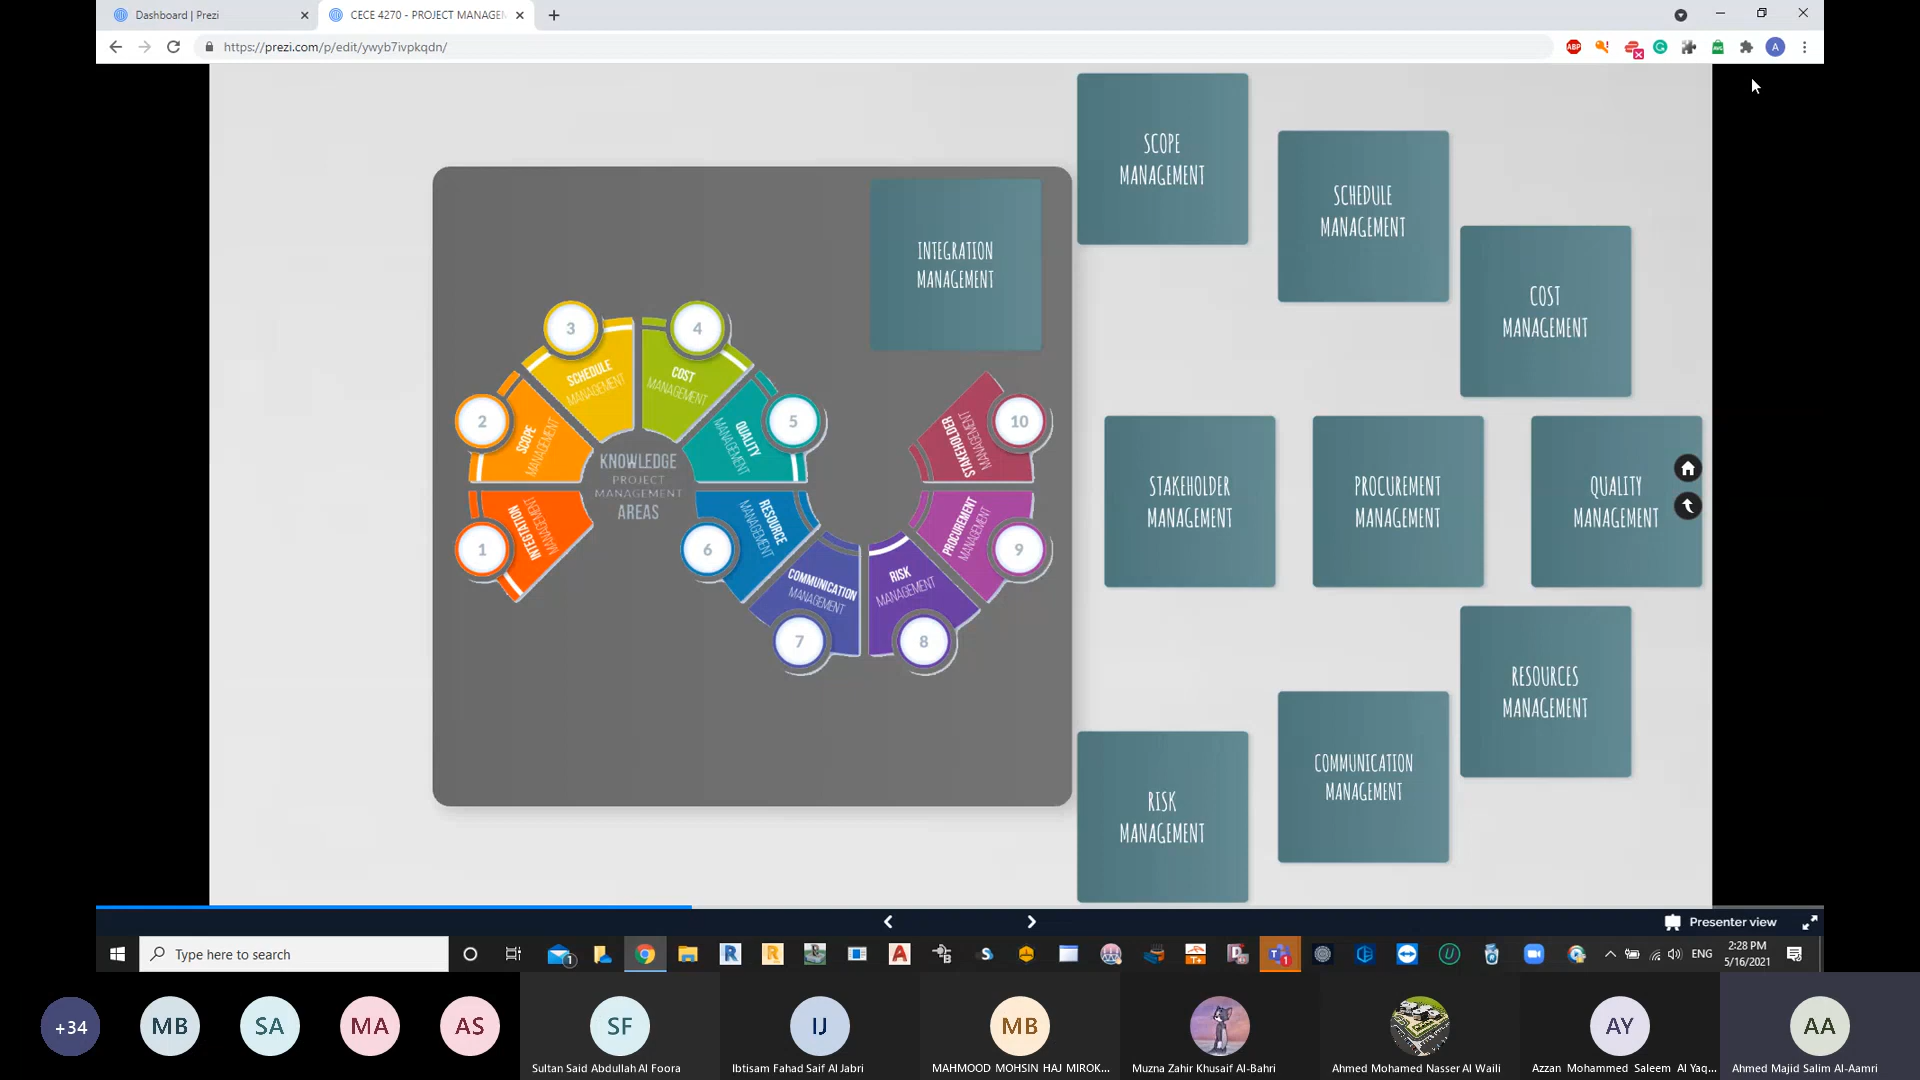 Dashboard | Prezi
CECE 4270 - PROJECT MANAGEM
https://prezi.com/p/edit/ywyb7ivpkqdn/
ABP
A
SCOPE
MANAGEMENT
SCHEDULE
MANAGEMENT
INTEGRATION
MANAGEMENT
COST
MANAGEMENT
STAKEHOLDER
MANAGEMENT
PROCUREMENT
MANAGEMENT
QUALITY
MANAGEMENT
RESOURCES
MANAGEMENT
COMMUNICATION
MANAGEMENT
RISK
MANAGEMENT
KNOWLEDGE
PROJECT
MANAGEMENT
AREAS
1
INTEGRATION
MANAGEMENT
2
SCOPE
MANAGEMENT
3
SCHEDULE
MANAGEMENT
4
COST
MANAGEMENT
5
QUALITY
MANAGEMENT
6
RESOURCE
MANAGEMENT
7
COMMUNICATION
MANAGEMENT
8
RISK
MANAGEMENT
9
PROCUREMENT
MANAGEMENT
10
STAKEHOLDER
MANAGEMENT
Presenter view
Type here to search
ENG
2:28 PM
5/16/2021
+34
MB
SA
MA
AS
SF
IJ
MB
AY
AA
Sultan Said Abdullah Al Foora
Ibtisam Fahad Saif Al Jabri
MAHMOOD MOHSIN HAJ MIROK...
Muzna Zahir Khusaif Al-Bahri
Ahmed Mohamed Nasser Al Waili
Azzan Mohammed Saleem Al Yaq...
Ahmed Majid Salim Al-Aamri